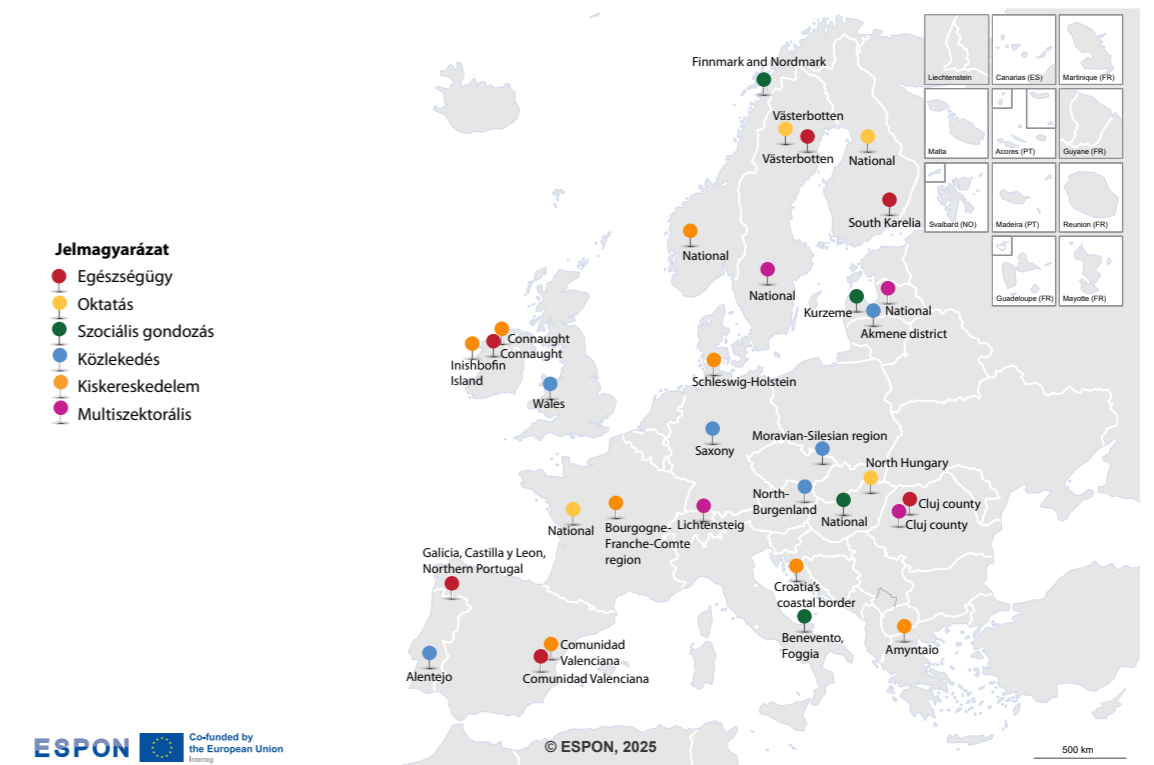 Finnmark and Nordmark
Västerbotten
Västerbotten
National
South Karelia
National
National
Kurzeme
National
Akmene district
Jelmagyarázat
Egészségügy
Oktatás
Szociális gondozás
Közlekedés
Kiskereskedelem
Multiszektorális
Connaught
Connaught
Inishbofin
Island
Wales
Schleswig-Holstein
Saxony
Moravian-Silesian region
North Hungary
North-
Burgenland
National
Cluj county
Cluj county
National
Bourgogne-
Franche-Comte
region
Lichtensteig
Galicia, Castilla y Leon,
Northern Portugal
Croatia's
coastal border
Benevento,
Foggia
Amyntaio
Alentejo
Comunidad
Valenciana
Comunidad Valenciana
Liechtenstein
Canarias (ES)
Martinique (FR)
Malta
Acores (PT)
Guyane (FR)
Svalbard (NO)
Madeira (PT)
Reunion (FR)
Guadeloupe (FR)
Mayotte (FR)
ESPON
Co-funded by
the European Union
Interreg
© ESPON, 2025
500 km